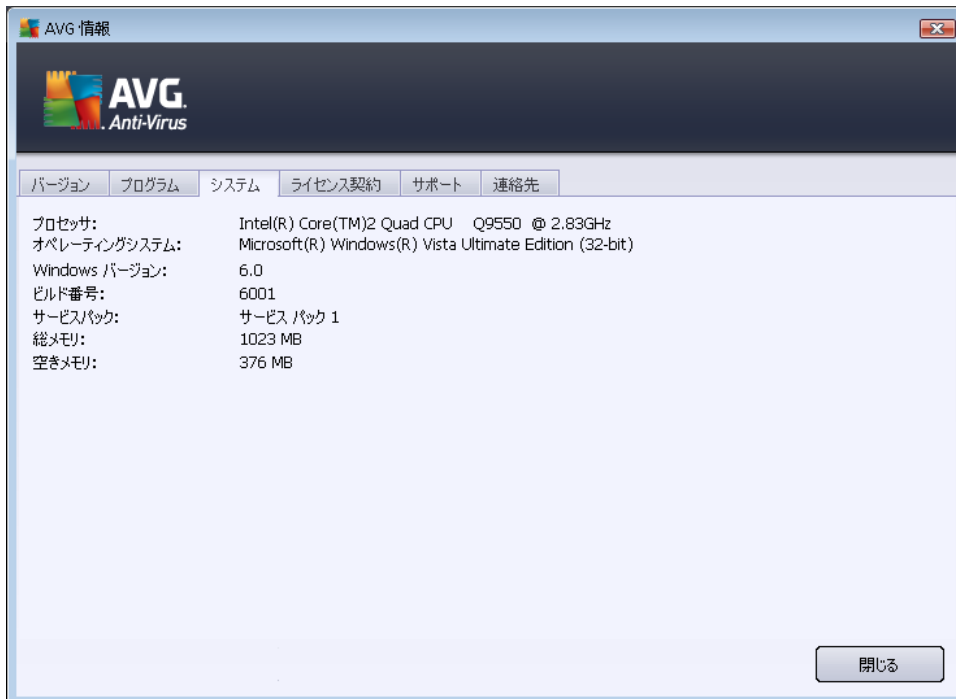 AVG 情報
AVG.
Anti-Virus
バージョン プログラム システム ライセンス契約 サポート 連絡先
プロセッサ: Intel(R) Core(TM)2 Quad CPU Q9550 @ 2.83GHz
オペレーティングシステム: Microsoft(R) Windows(R) Vista Ultimate Edition (32-bit)
Windows バージョン: 6.0
ビルド番号: 6001
サービスパック: サービス パック 1
総メモリ: 1023 MB
空きメモリ: 376 MB
閉じる